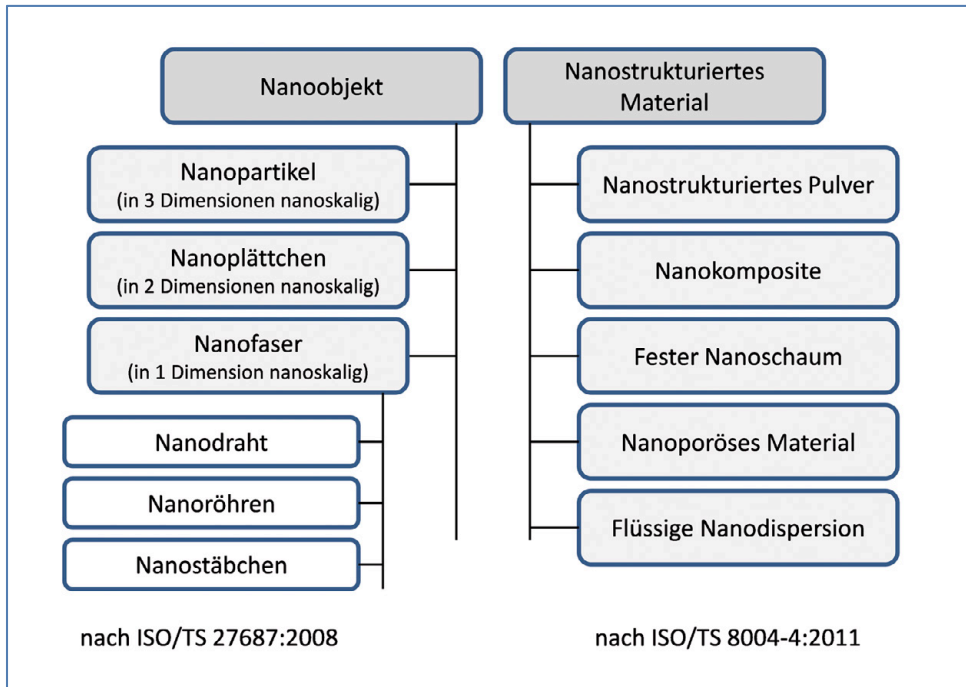 Nanoobjekt
Nanopartikel
(in 3 Dimensionen nanoskalig)
Nanoplättchen
(in 2 Dimensionen nanoskalig)
Nanofaser
(in 1 Dimension nanoskalig)
Nanodraht
Nanoröhren
Nanostäbchen
nach ISO/TS 27687:2008
Nanostrukturiertes
Material
Nanostrukturiertes Pulver
Nanokomposite
Fester Nanoschaum
Nanoporöses Material
Flüssige Nanodispersion
nach ISO/TS 8004-4:2011